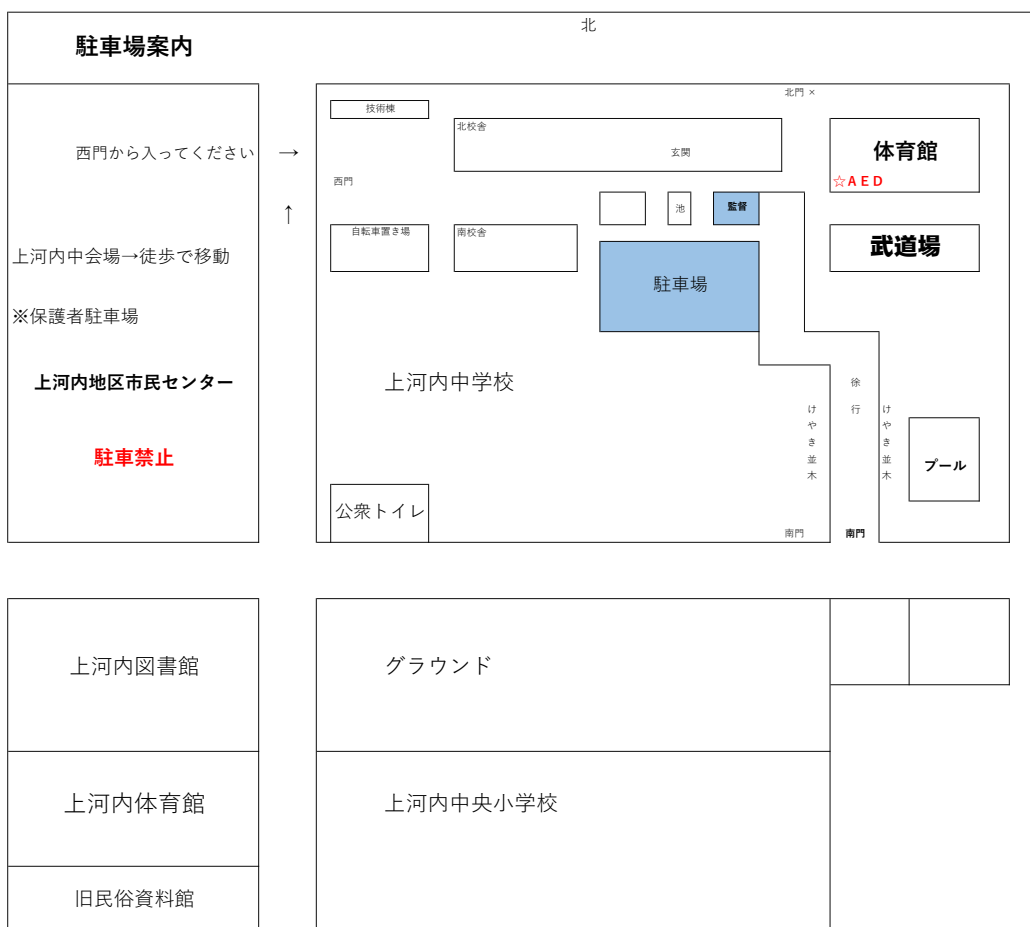 北
駐車場案内
北門 ×
技術棟
北校舎
玄関
体育館
☆ＡＥＤ
西門から入ってください
→
西門
↑
池
監督
自転車置き場
南校舎
武道場
上河内中会場→徒歩で移動
駐車場
※保護者駐車場
上河内地区市民センター
上河内中学校
徐行
けやき並木
けやき並木
駐車禁止
プール
公衆トイレ
南門
南門
上河内図書館
グラウンド
上河内体育館
上河内中央小学校
旧民俗資料館